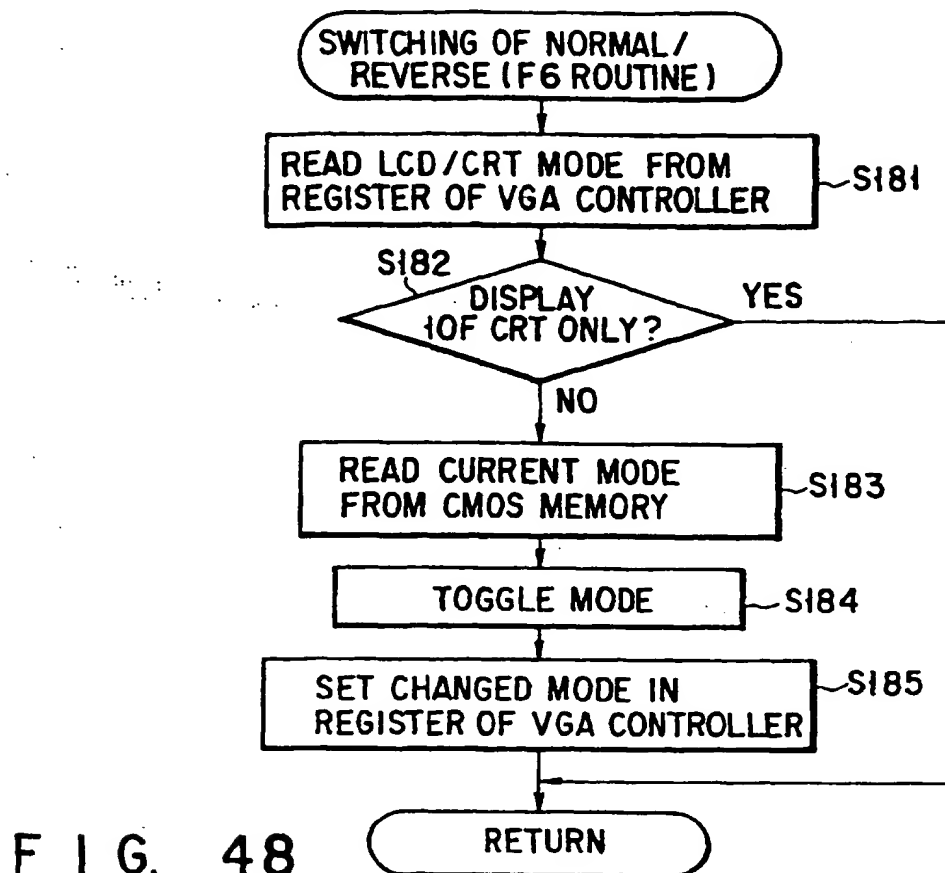 SWITCHING OF NORMAL/
REVERSE (F6 ROUTINE)
READ LCD/CRT MODE FROM
REGISTER OF VGA CONTROLLER
S181
S182
DISPLAY
OF CRT ONLY?
YES
NO
READ CURRENT MODE
FROM CMOS MEMORY
S183
TOGGLE MODE
S184
SET CHANGED MODE IN
REGISTER OF VGA CONTROLLER
S185
RETURN
FIG. 48